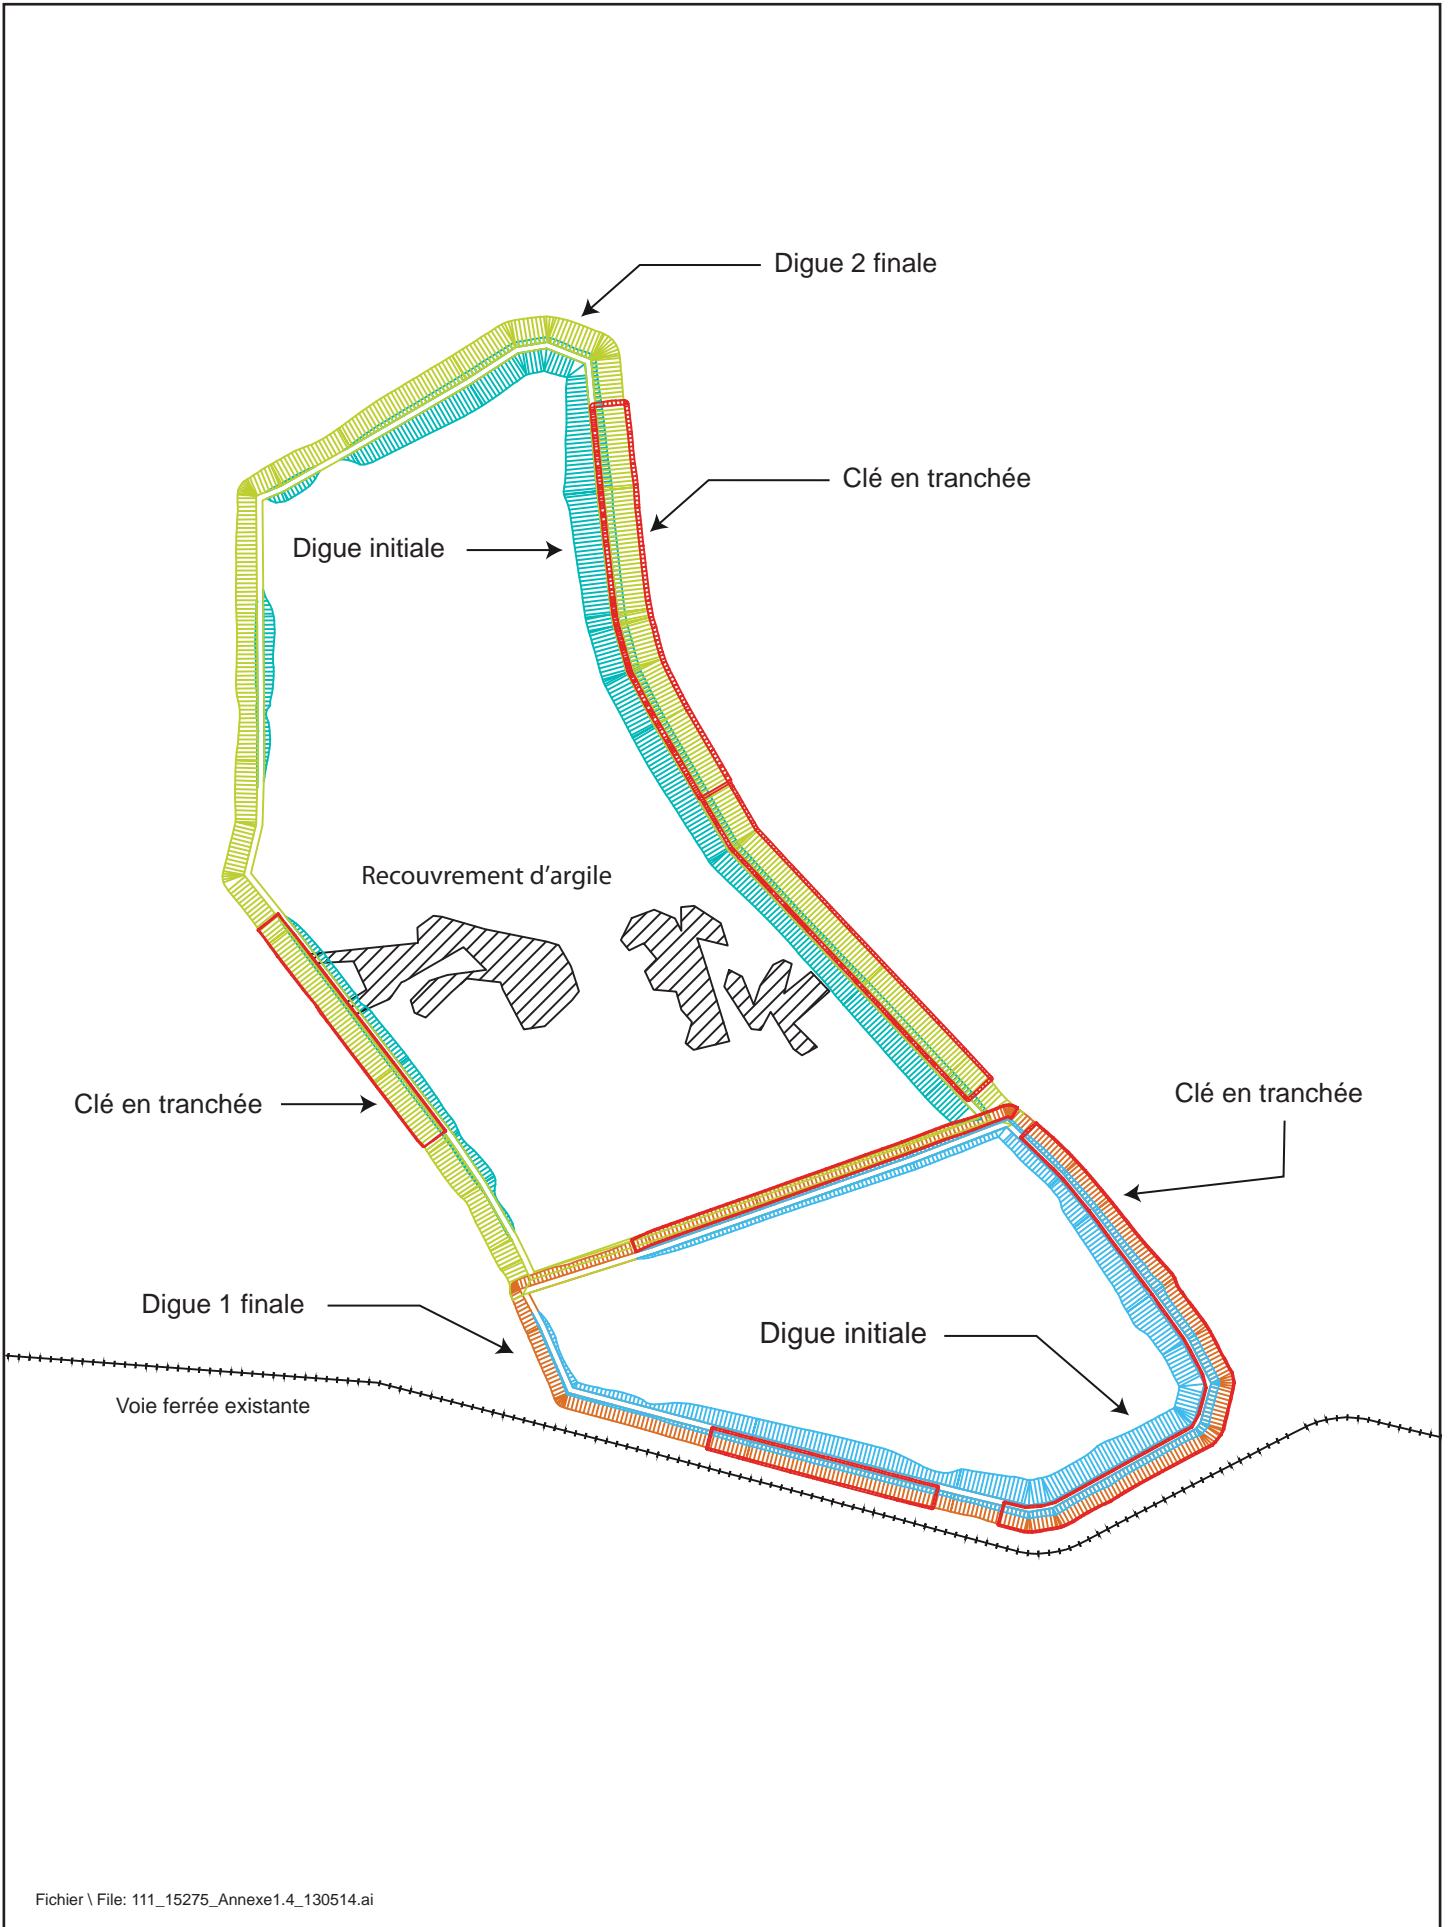 Digue 2 finale
Clé en tranchée
Digue initiale
Recouvrement d'argile
Clé en tranchée
Clé en tranchée
Digue 1 finale
Digue initiale
Voie ferrée existante
Fichier \ File: 111_15275_Annexe1.4_130514.ai